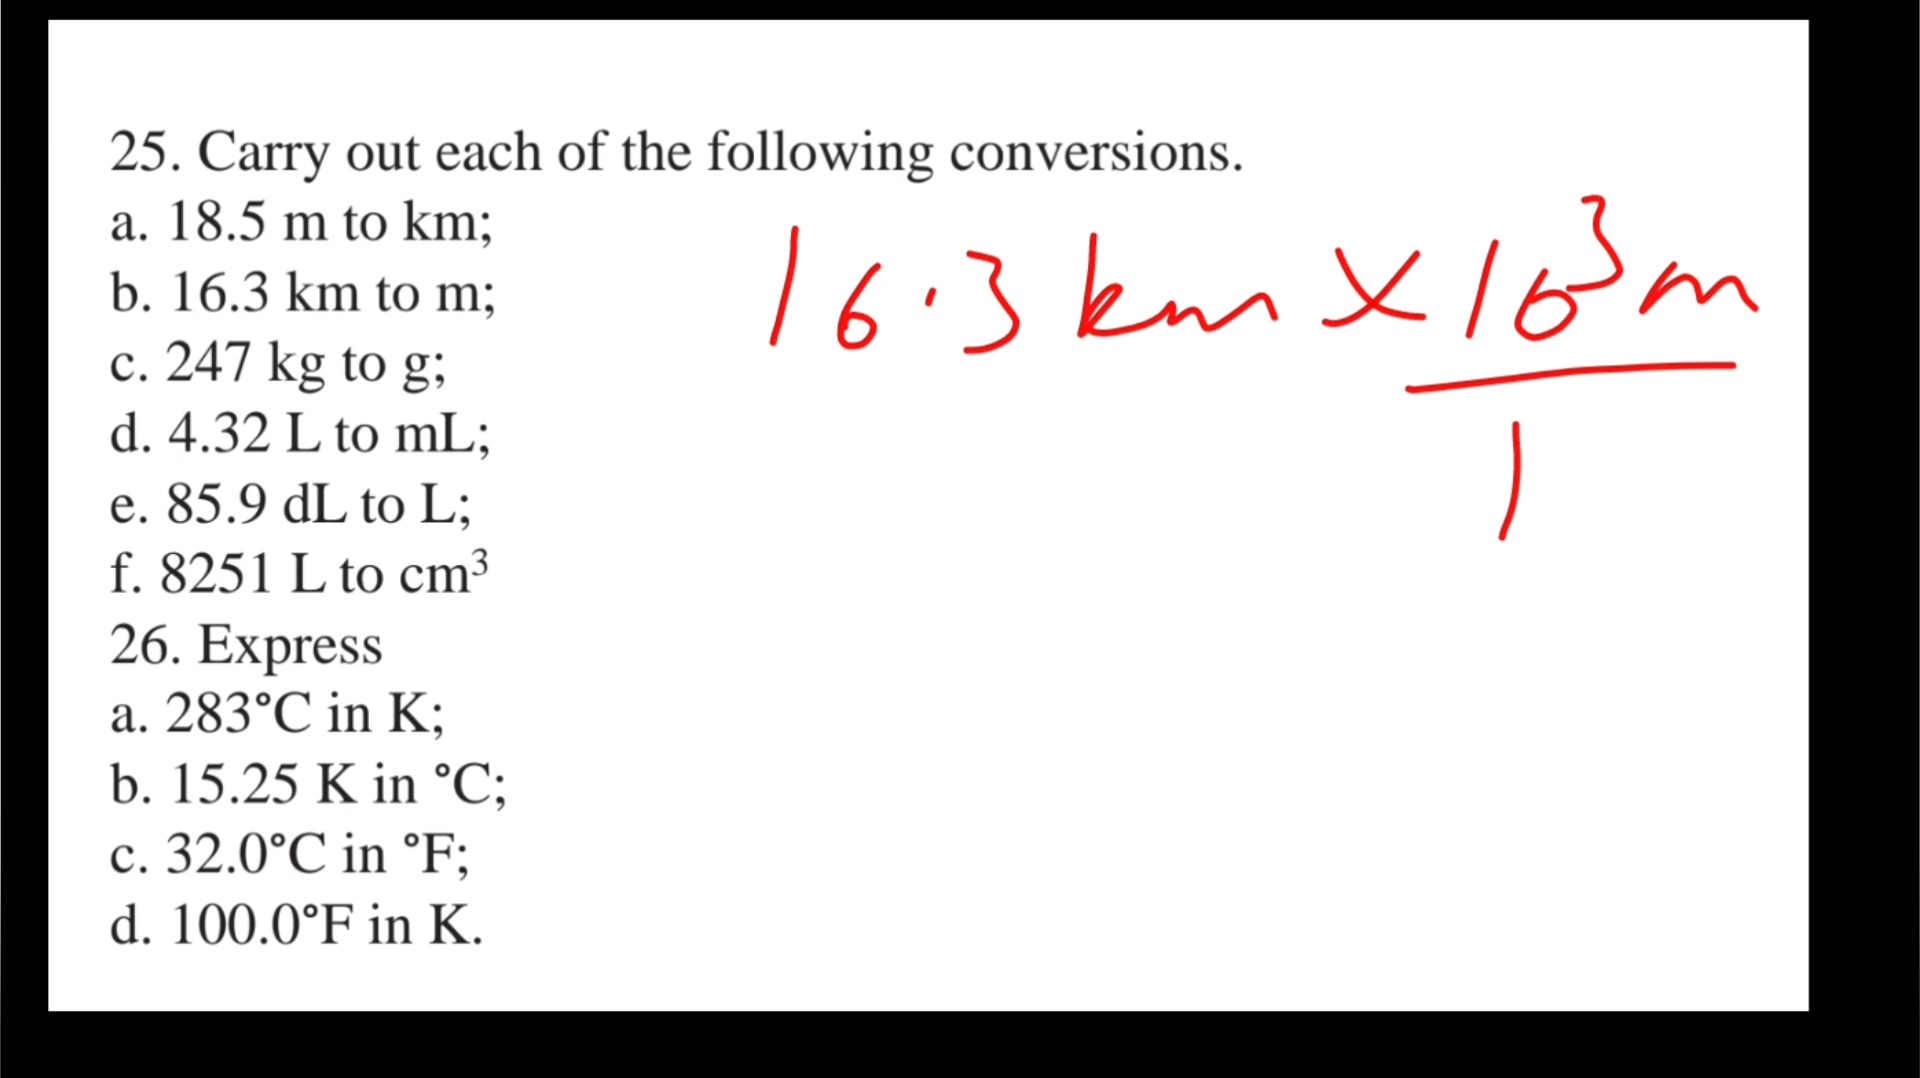 25. Carry out each of the following conversions.
a. 18.5 m to km;
b. 16.3 km to m;
c. 247 kg to g;
d. 4.32 L to mL;
e. 85.9 dL to L;
f. 8251 L to cm³
26. Express
a. 283°C in K;
b. 15.25 K in °C;
c. 32.0°C in °F;
d. 100.0°F in K.
16.3 km × 10³ m
1